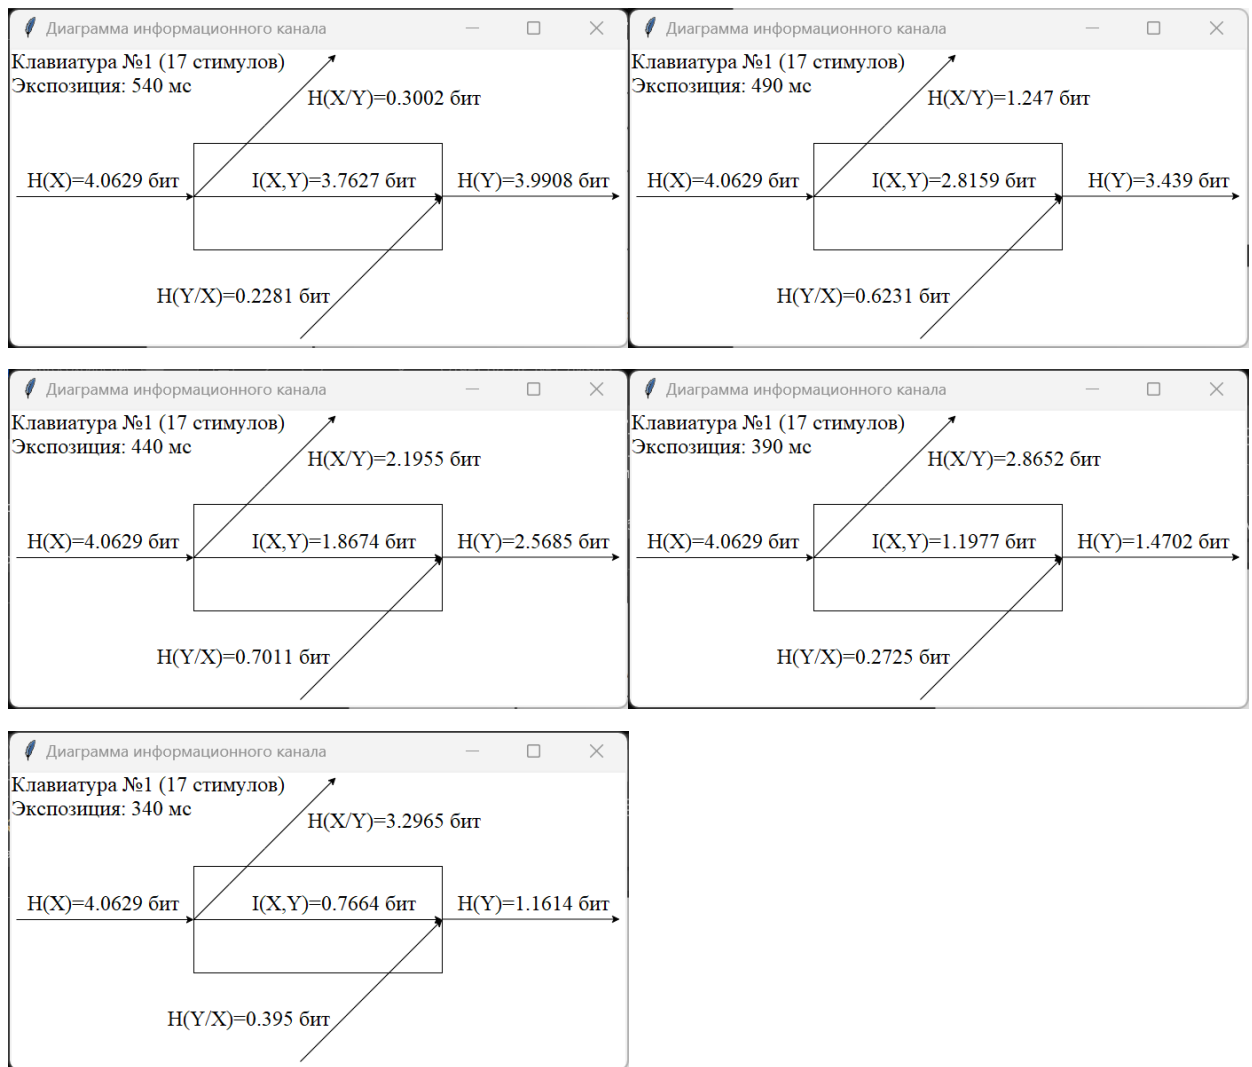 Диаграмма информационного канала
Клавиатура №1 (17 стимулов)
Экспозиция: 540 мс
H(X/Y)=0.3002 бит
H(X)=4.0629 бит
I(X,Y)=3.7627 бит
H(Y)=3.9908 бит
H(Y/X)=0.2281 бит
Диаграмма информационного канала
Клавиатура №1 (17 стимулов)
Экспозиция: 490 мс
H(X/Y)=1.247 бит
H(X)=4.0629 бит
I(X,Y)=2.8159 бит
H(Y)=3.439 бит
H(Y/X)=0.6231 бит
Диаграмма информационного канала
Клавиатура №1 (17 стимулов)
Экспозиция: 440 мс
H(X/Y)=2.1955 бит
H(X)=4.0629 бит
I(X,Y)=1.8674 бит
H(Y)=2.5685 бит
H(Y/X)=0.7011 бит
Диаграмма информационного канала
Клавиатура №1 (17 стимулов)
Экспозиция: 390 мс
H(X/Y)=2.8652 бит
H(X)=4.0629 бит
I(X,Y)=1.1977 бит
H(Y)=1.4702 бит
H(Y/X)=0.2725 бит
Диаграмма информационного канала
Клавиатура №1 (17 стимулов)
Экспозиция: 340 мс
H(X/Y)=3.2965 бит
H(X)=4.0629 бит
I(X,Y)=0.7664 бит
H(Y)=1.1614 бит
H(Y/X)=0.395 бит